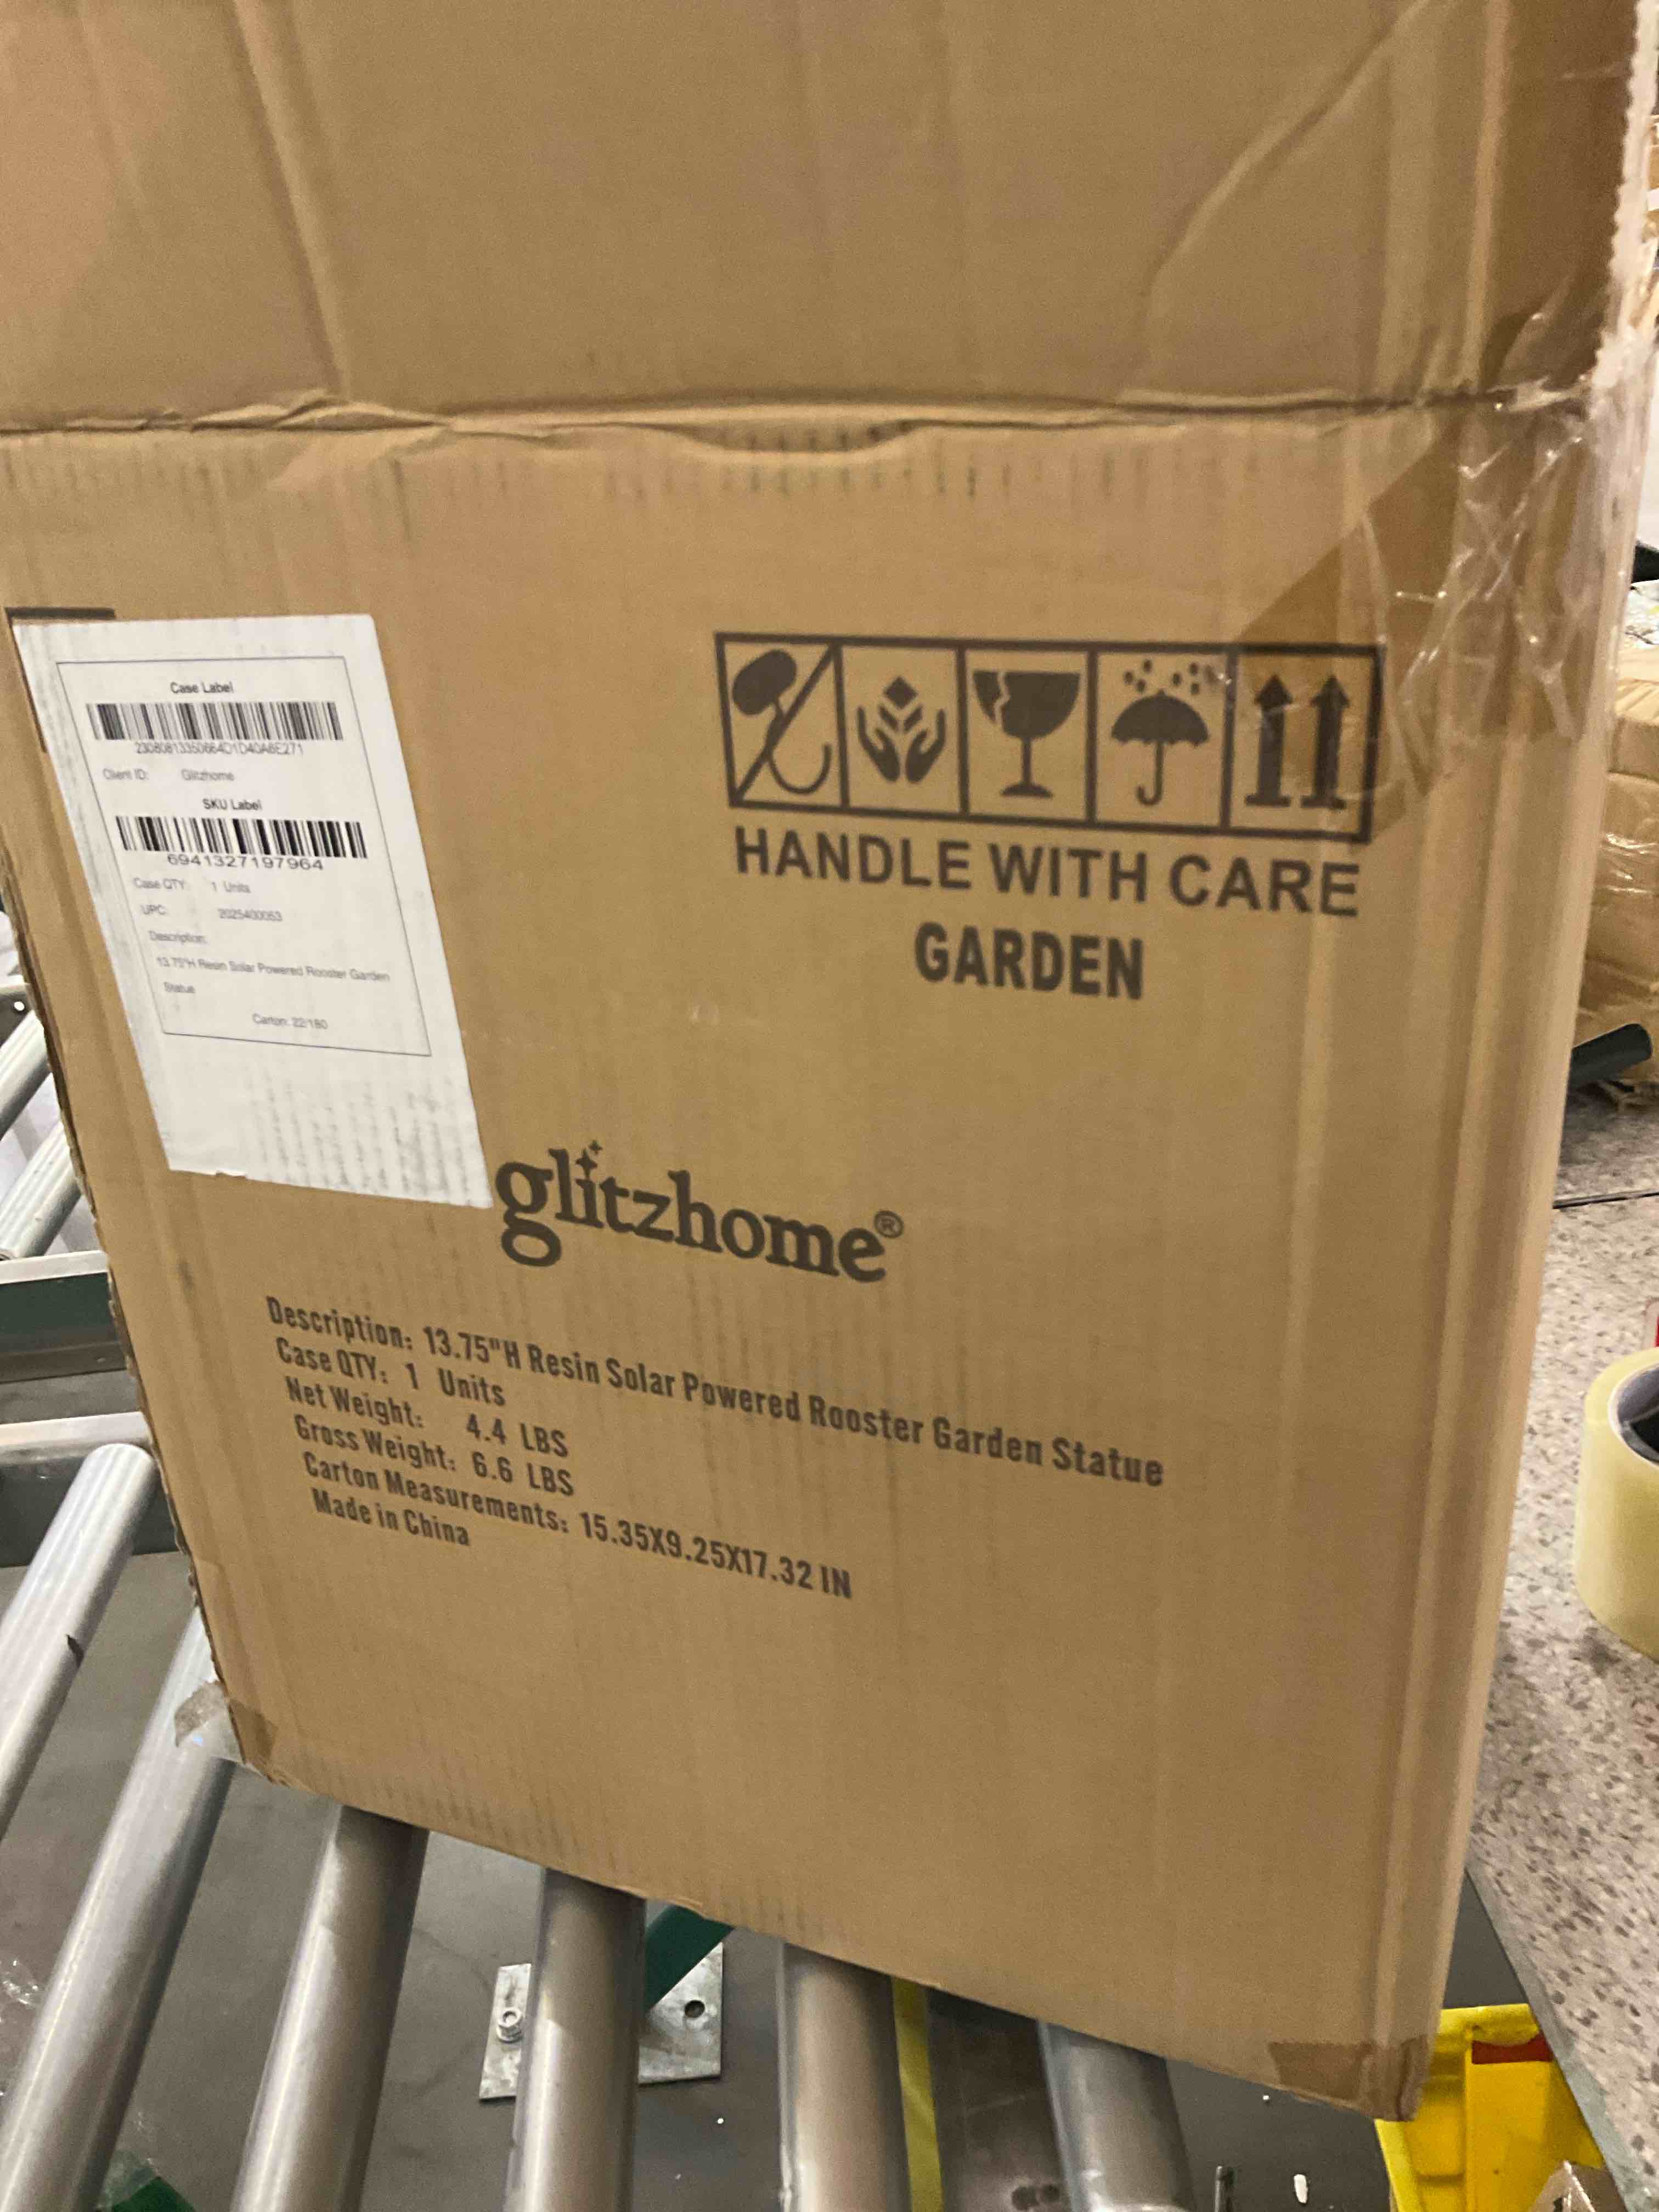 Case Label
23080813350664D1D40A6E271
Client ID: Glitzhome
SKU Label
6941327197964
Case QTY: 1 Units
UPC: 2025400053
Description:
13.75"H Resin Solar Powered Rooster Garden
Statue
Carton: 22/180
HANDLE WITH CARE
GARDEN
glitzhome®
Description: 13.75"H Resin Solar Powered Rooster Garden Statue
Case QTY: 1 Units
Net Weight: 4.4 LBS
Gross Weight: 6.6 LBS
Carton Measurements: 15.35X9.25X17.32 IN
Made in China